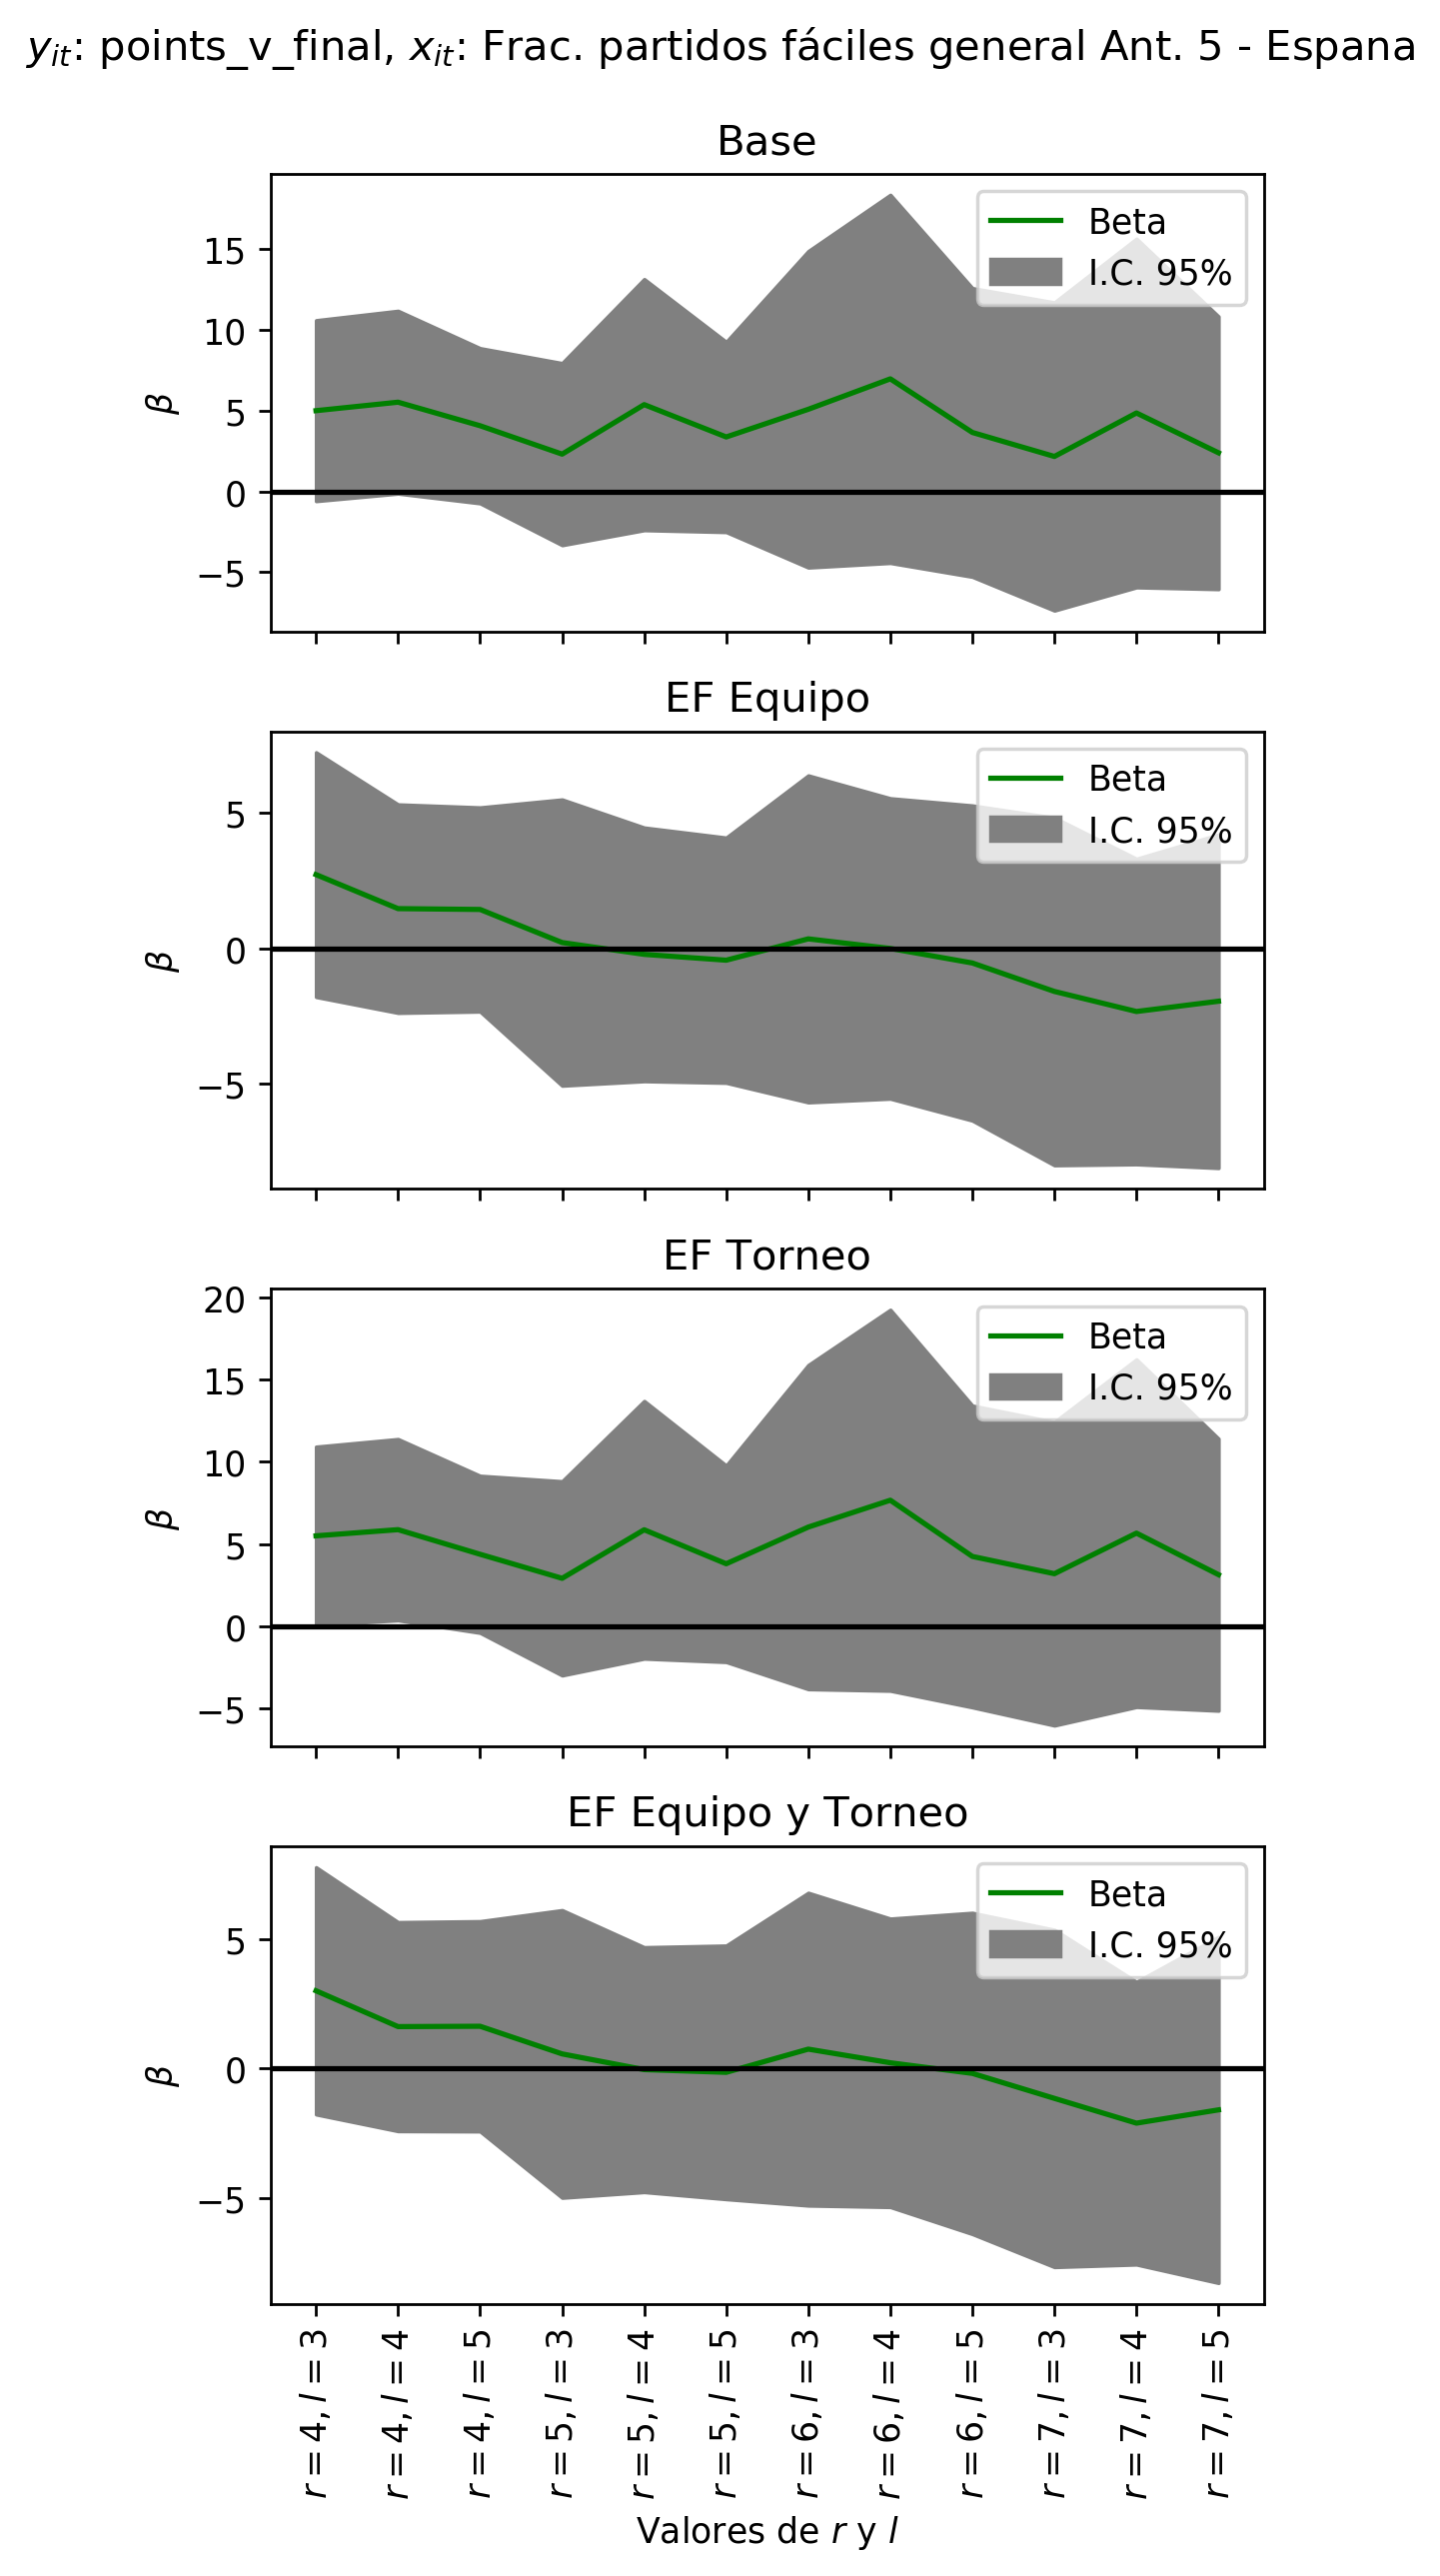 y_it: points_v_final, x_it: Frac. partidos fáciles general Ant. 5 - Espana
Base
Beta
I.C. 95%
15
10
5
0
−5
β
EF Equipo
Beta
I.C. 95%
5
0
−5
β
EF Torneo
Beta
I.C. 95%
20
15
10
5
0
−5
β
EF Equipo y Torneo
Beta
I.C. 95%
5
0
−5
β
r = 4, l = 3
r = 4, l = 4
r = 4, l = 5
r = 5, l = 3
r = 5, l = 4
r = 5, l = 5
r = 6, l = 3
r = 6, l = 4
r = 6, l = 5
r = 7, l = 3
r = 7, l = 4
r = 7, l = 5
Valores de r y l